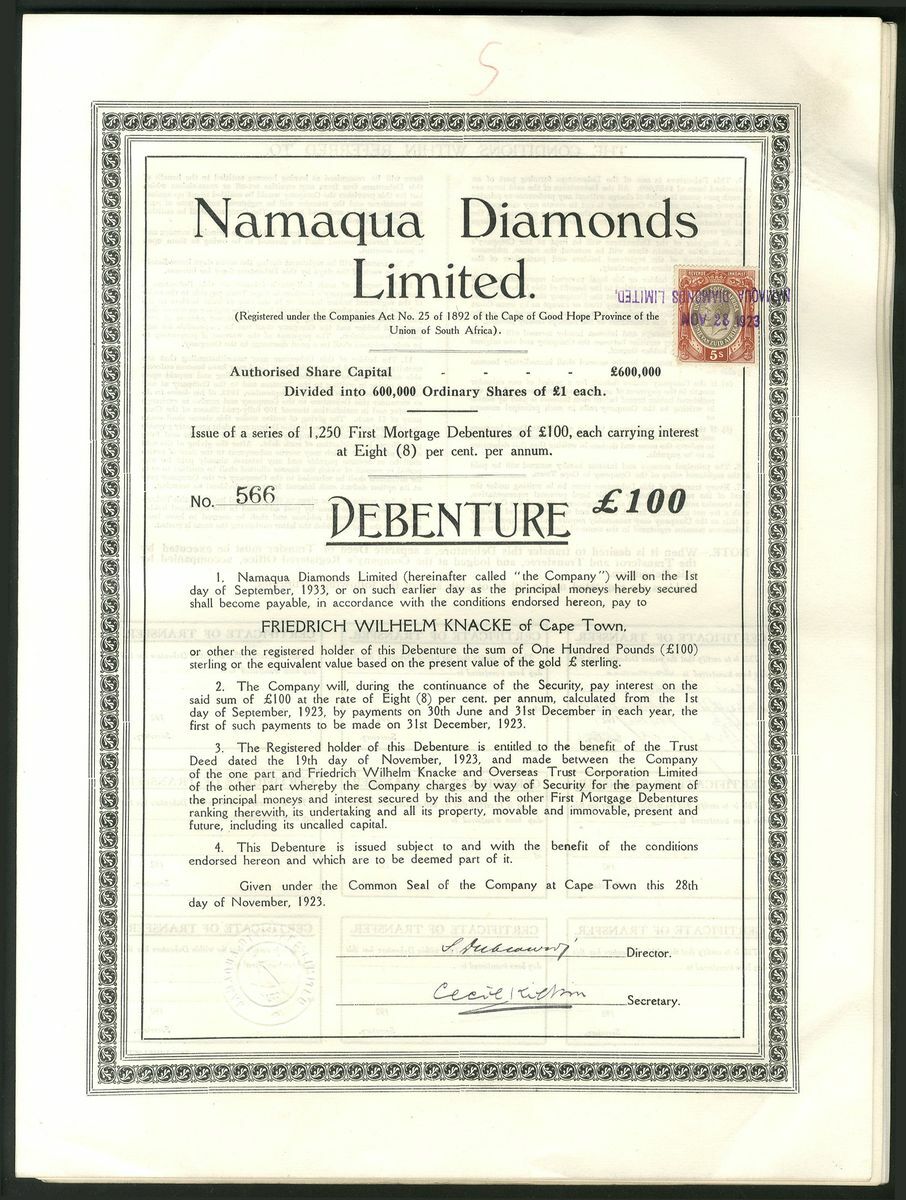 Namaqua Diamonds
Limited.
(Registered under the Companies Act No. 25 of 1892 of the Cape of Good Hope Province of the
Union of South Africa).
NAMAQUA DIAMONDS LIMITED,
NOV 28 1923
5s
Authorised Share Capital - - - - £600,000
Divided into 600,000 Ordinary Shares of £1 each.
Issue of a series of 1,250 First Mortgage Debentures of £100, each carrying interest
at Eight (8) per cent. per annum.
No. 566
DEBENTURE £100
1. Namaqua Diamonds Limited (hereinafter called "the Company") will on the 1st
day of September, 1933, or on such earlier day as the principal moneys hereby secured
shall become payable, in accordance with the conditions endorsed hereon, pay to
FRIEDRICH WILHELM KNACKE of Cape Town,
or other the registered holder of this Debenture the sum of One Hundred Pounds (£100)
sterling or the equivalent value based on the present value of the gold £ sterling.
2. The Company will, during the continuance of the Security, pay interest on the
said sum of £100 at the rate of Eight (8) per cent. per annum, calculated from the 1st
day of September, 1923, by payments on 30th June and 31st December in each year, the
first of such payments to be made on 31st December, 1923.
3. The Registered holder of this Debenture is entitled to the benefit of the Trust
Deed dated the 19th day of November, 1923, and made between the Company
of the one part and Friedrich Wilhelm Knacke and Overseas Trust Corporation Limited
of the other part whereby the Company charges by way of Security for the payment of
the principal moneys and interest secured by this and the other First Mortgage Debentures
ranking therewith, its undertaking and all its property, movable and immovable, present and
future, including its uncalled capital.
4. This Debenture is issued subject to and with the benefit of the conditions
endorsed hereon and which are to be deemed part of it.
Given under the Common Seal of the Company at Cape Town this 28th
day of November, 1923.
Director.
Cecil
Secretary.